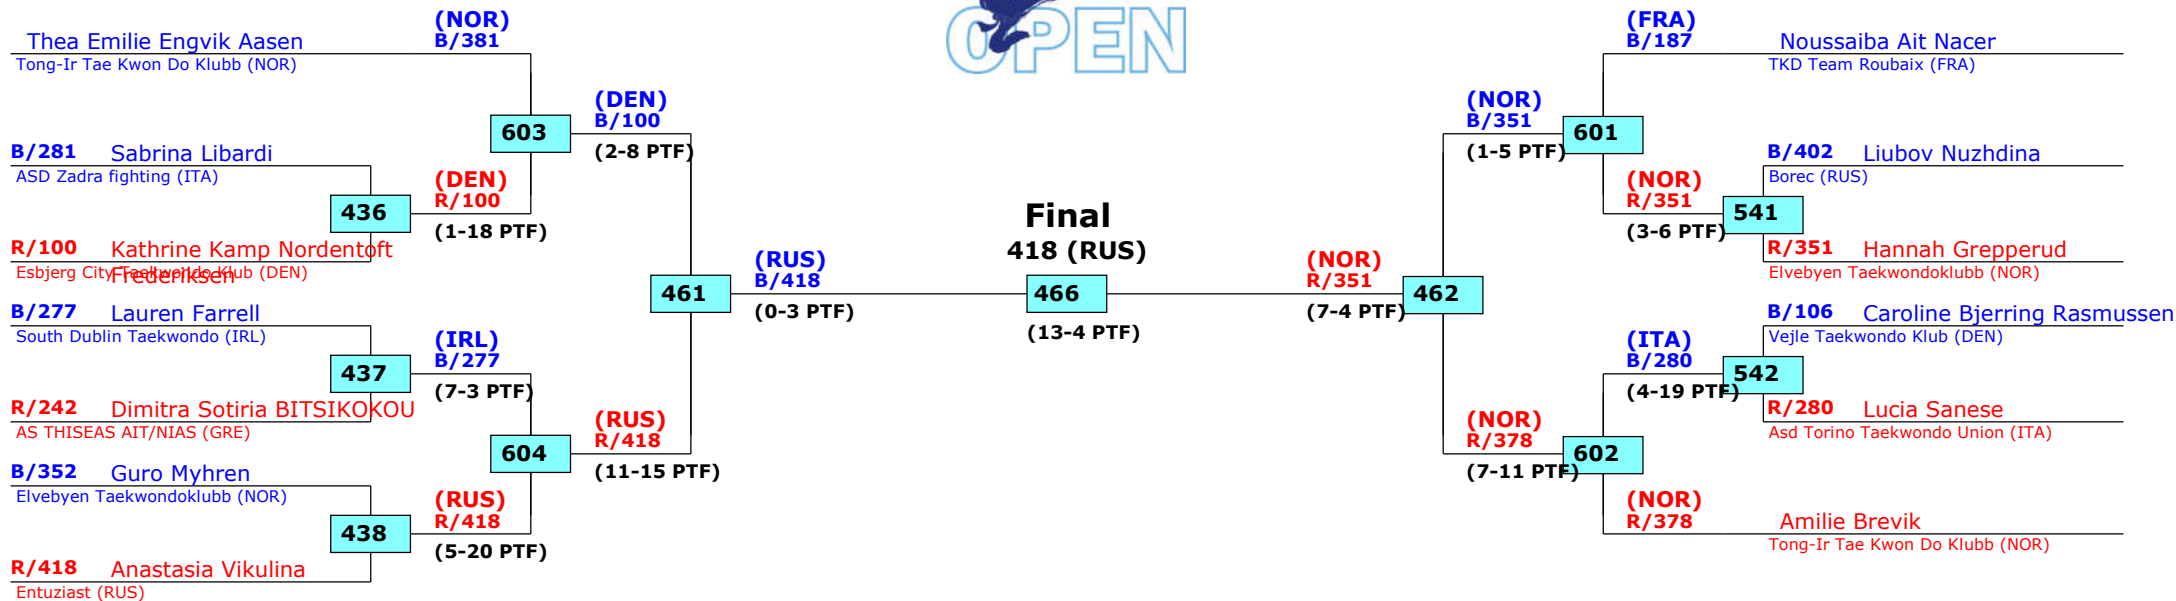 OPEN
Thea Emilie Engvik Aasen
Tong-Ir Tae Kwon Do Klubb (NOR)
(NOR)
B/381
603
(DEN)
B/100
(2-8 PTF)
B/281 Sabrina Libardi
ASD Zadra fighting (ITA)
436
(DEN)
R/100
(1-18 PTF)
R/100 Kathrine Kamp Nordentoft
Frederiksen
Esbjerg City Taekwondo Klub (DEN)
461
(RUS)
B/418
(0-3 PTF)
B/277 Lauren Farrell
South Dublin Taekwondo (IRL)
437
(IRL)
B/277
(7-3 PTF)
R/242 Dimitra Sotiria BITSIKOKOU
AS THISEAS AIT/NIAS (GRE)
604
(RUS)
R/418
(11-15 PTF)
B/352 Guro Myhren
Elvebyen Taekwondoklubb (NOR)
438
(RUS)
R/418
(5-20 PTF)
R/418 Anastasia Vikulina
Entuziast (RUS)
Final
418 (RUS)
466
(13-4 PTF)
(NOR)
R/351
(7-4 PTF)
462
(NOR)
B/351
(1-5 PTF)
601
(FRA)
B/187
Noussaiba Ait Nacer
TKD Team Roubaix (FRA)
B/402 Liubov Nuzhdina
Borec (RUS)
(NOR)
R/351
(3-6 PTF)
541
R/351 Hannah Grepperud
Elvebyen Taekwondoklubb (NOR)
B/106 Caroline Bjerring Rasmussen
Vejle Taekwondo Klub (DEN)
(ITA)
B/280
(4-19 PTF)
542
R/280 Lucia Sanese
Asd Torino Taekwondo Union (ITA)
(NOR)
R/378
(7-11 PTF)
602
(NOR)
R/378
Amilie Brevik
Tong-Ir Tae Kwon Do Klubb (NOR)